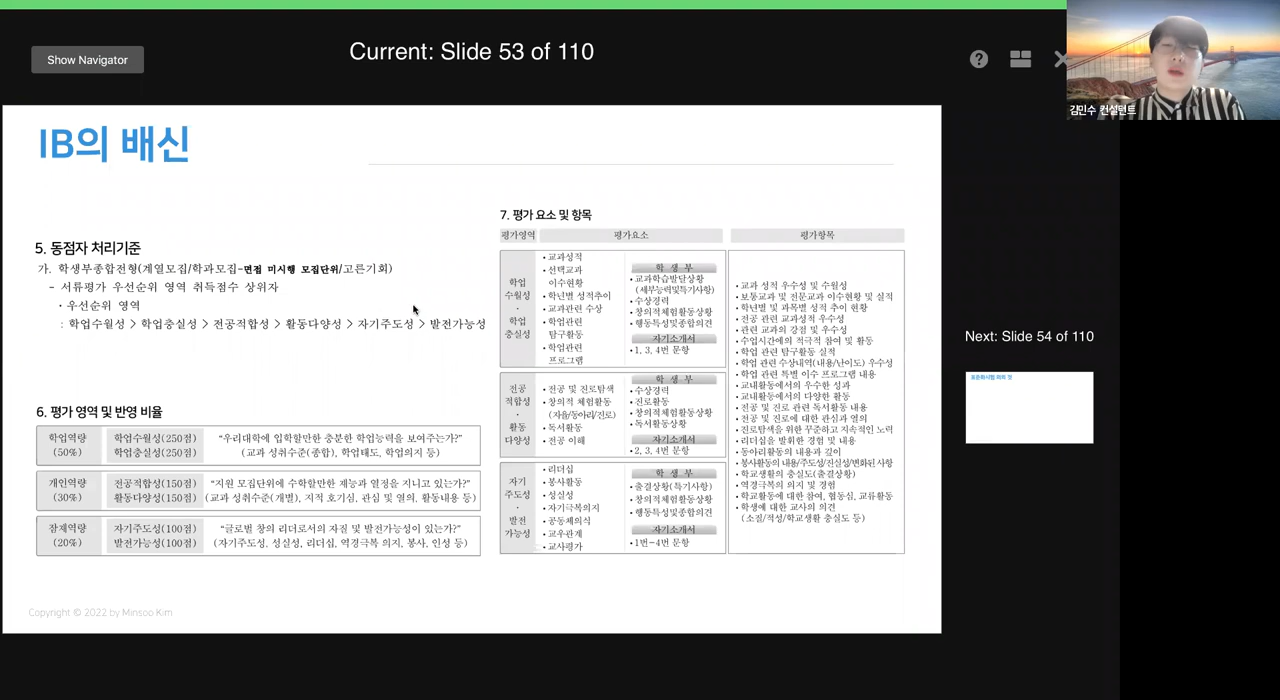 Show Navigator
Current: Slide 53 of 110
?
김민수 컨설턴트
IB의 배신
5. 동점자 처리기준
가. 학생부종합전형(계열모집/학과모집-면접 미시행 모집단위/고른기회)
- 서류평가 우선순위 영역 취득점수 상위자
· 우선순위 영역
: 학업수월성 > 학업충실성 > 전공적합성 > 활동다양성 > 자기주도성 > 발전가능성
6. 평가 영역 및 반영 비율
학업역량
(50%)
학업수월성(250점)
학업충실성(250점)
“우리대학에 입학할만한 충분한 학업능력을 보여주는가?”
(교과 성취수준(종합), 학업태도, 학업의지 등)
개인역량
(30%)
전공적합성(150점)
활동다양성(150점)
“지원 모집단위에 수학할만한 재능과 열정을 지니고 있는가?”
(교과 성취수준(개별), 지적 호기심, 관심 및 열의, 활동내용 등)
잠재역량
(20%)
자기주도성(100점)
발전가능성(100점)
“글로벌 창의 리더로서의 자질 및 발전가능성이 있는가?”
(자기주도성, 성실성, 리더십, 역경극복 의지, 봉사, 인성 등)
7. 평가 요소 및 항목
평가영역 평가요소 평가항목
학업
수월성
·
학업
충실성
• 교과성적
• 선택교과
이수현황
• 학년별 성적추이
• 교과관련 수상
• 학업관련
탐구활동
• 학업관련
프로그램
학 생 부
• 교과학습발달상황
(세부능력및특기사항)
• 수상경력
• 창의적체험활동상황
• 행동특성및종합의견
자기소개서
• 1, 3, 4번 문항
전공
적합성
·
활동
다양성
• 전공 및 진로탐색
• 창의적 체험활동
(자율/동아리/진로)
• 독서활동
• 전공 이해
학 생 부
• 수상경력
• 진로활동
• 창의적체험활동상황
• 독서활동상황
자기소개서
• 2, 3, 4번 문항
자기
주도성
·
발전
가능성
• 리더십
• 봉사활동
• 성실성
• 자기극복의지
• 공동체의식
• 교우관계
• 교사평가
학 생 부
• 출결상황(특기사항)
• 창의적체험활동상황
• 행동특성및종합의견
자기소개서
• 1번~4번 문항
• 교과 성적 우수성 및 수월성
• 보통교과 및 전문교과 이수현황 및 실적
• 학년별 및 과목별 성적 추이 현황
• 전공 관련 교과성적 우수성
• 관련 교과의 강점 및 우수성
• 수업시간에의 적극적 참여 및 활동
• 학업 관련 탐구활동 실적
• 학업 관련 수상내역(내용/난이도) 우수성
• 학업 관련 특별 이수 프로그램 내용
• 교내활동에서의 우수한 성과
• 교내활동에서의 다양한 활동
• 전공 및 진로 관련 독서활동 내용
• 전공 및 진로에 대한 관심과 열의
• 진로탐색을 위한 꾸준하고 지속적인 노력
• 리더십을 발휘한 경험 및 내용
• 동아리활동의 내용과 깊이
• 봉사활동의 내용/주도성/진실성/변화된 사항
• 학교생활의 충실도(출결상황)
• 역경극복의 의지 및 경험
• 학교활동에 대한 참여, 협동심, 교류활동
• 학생에 대한 교사의 의견
(소질/적성/학교생활 충실도 등)
Copyright © 2022 by Minsoo Kim
Next: Slide 54 of 110